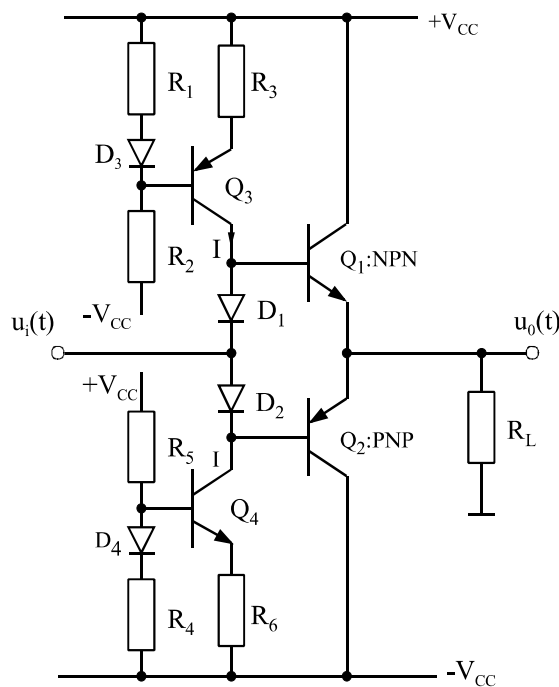 +V_CC
R_1
R_3
D_3
Q_3
R_2
I
Q_1:NPN
-V_CC
D_1
u_i(t)
u_0(t)
+V_CC
D_2
R_5
I
Q_2:PNP
R_L
Q_4
D_4
R_4
R_6
-V_CC